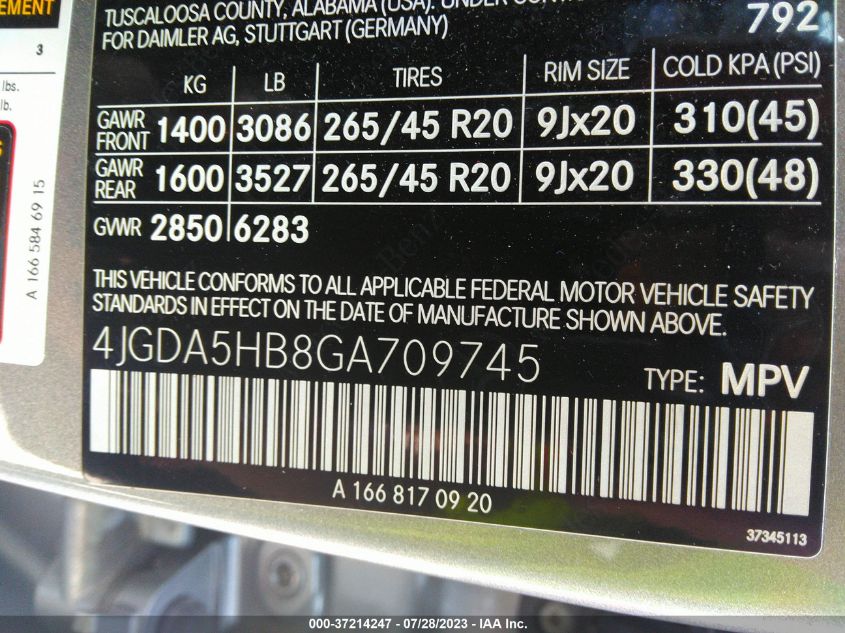 EMENT
3
lbs.
lb.
S
A 166 584 69 15
TUSCALOOSA COUNTY, ALABAMA (USA). UNDER
FOR DAIMLER AG, STUTTGART (GERMANY)
792
KG LB TIRES RIM SIZE COLD KPA (PSI)
GAWR FRONT 1400 3086 265/45 R20 9Jx20 310(45)
GAWR REAR 1600 3527 265/45 R20 9Jx20 330(48)
GVWR 2850 6283
THIS VEHICLE CONFORMS TO ALL APPLICABLE FEDERAL MOTOR VEHICLE SAFETY
STANDARDS IN EFFECT ON THE DATE OF MANUFACTURE SHOWN ABOVE.
4JGDA5HB8GA709745
TYPE: MPV
A 166 817 09 20
37345113
000-37214247 - 07/28/2023 - IAA Inc.